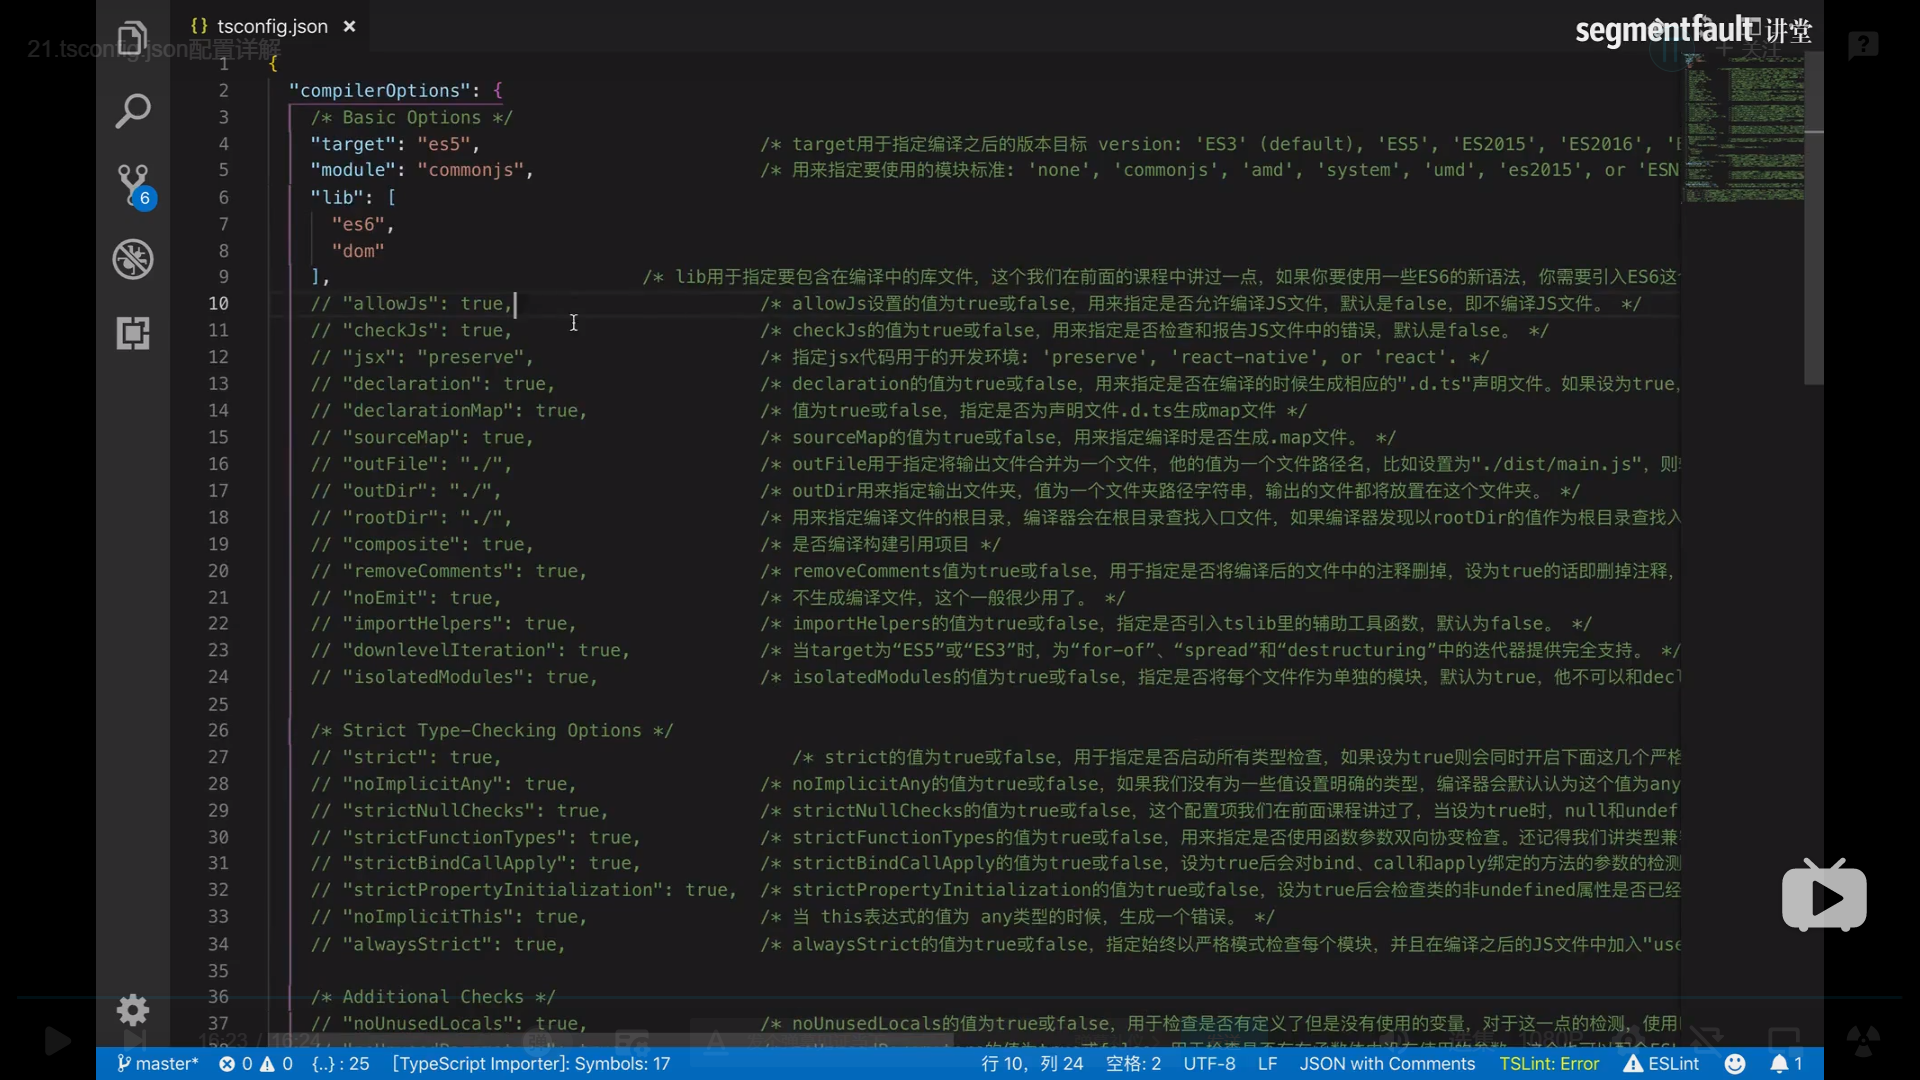 tsconfig.json
segmentfault 讲堂
21.tsconfig.json配置详解
关注
1 {
2 "compilerOptions": {
3 /* Basic Options */
4 "target": "es5", /* target用于指定编译之后的版本目标 version: 'ES3' (default), 'ES5', 'ES2015', 'ES2016',
5 "module": "commonjs", /* 用来指定要使用的模块标准: 'none', 'commonjs', 'amd', 'system', 'umd', 'es2015', or 'ESN
6 "lib": [
7 "es6",
8 "dom"
9 ], /* lib用于指定要包含在编译中的库文件，这个我们在前面的课程中讲过一点，如果你要使用一些ES6的新语法，你需要引入ES6这
10 // "allowJs": true, /* allowJs设置的值为true或false，用来指定是否允许编译JS文件，默认是false，即不编译JS文件。 */
11 // "checkJs": true, /* checkJs的值为true或false，用来指定是否检查和报告JS文件中的错误，默认是false。 */
12 // "jsx": "preserve", /* 指定jsx代码用于的开发环境: 'preserve', 'react-native', or 'react'. */
13 // "declaration": true, /* declaration的值为true或false，用来指定是否在编译的时候生成相应的".d.ts"声明文件。如果设为true,
14 // "declarationMap": true, /* 值为true或false，指定是否为声明文件.d.ts生成map文件 */
15 // "sourceMap": true, /* sourceMap的值为true或false，用来指定编译时是否生成.map文件。 */
16 // "outFile": "./", /* outFile用于指定将输出文件合并为一个文件，他的值为一个文件路径名，比如设置为"./dist/main.js"，则
17 // "outDir": "./", /* outDir用来指定输出文件夹，值为一个文件夹路径字符串，输出的文件都将放置在这个文件夹。 */
18 // "rootDir": "./", /* 用来指定编译文件的根目录，编译器会在根目录查找入口文件，如果编译器发现以rootDir的值作为根目录查找入
19 // "composite": true, /* 是否编译构建引用项目 */
20 // "removeComments": true, /* removeComments值为true或false，用于指定是否将编译后的文件中的注释删掉，设为true的话即删掉注释，
21 // "noEmit": true, /* 不生成编译文件，这个一般很少用了。 */
22 // "importHelpers": true, /* importHelpers的值为true或false，指定是否引入tslib里的辅助工具函数，默认为false。 */
23 // "downlevelIteration": true, /* 当target为“ES5”或“ES3”时，为“for-of”、“spread”和“destructuring”中的迭代器提供完全支持。 */
24 // "isolatedModules": true, /* isolatedModules的值为true或false，指定是否将每个文件作为单独的模块，默认为true，他不可以和decl
25
26 /* Strict Type-Checking Options */
27 // "strict": true, /* strict的值为true或false，用于指定是否启动所有类型检查，如果设为true则会同时开启下面这几个严格
28 // "noImplicitAny": true, /* noImplicitAny的值为true或false，如果我们没有为一些值设置明确的类型，编译器会默认认为这个值为any
29 // "strictNullChecks": true, /* strictNullChecks的值为true或false，这个配置项我们在前面课程讲过了，当设为true时，null和undef
30 // "strictFunctionTypes": true, /* strictFunctionTypes的值为true或false，用来指定是否使用函数参数双向协变检查。还记得我们讲类型兼
31 // "strictBindCallApply": true, /* strictBindCallApply的值为true或false，设为true后会对bind、call和apply绑定的方法的参数的检测
32 // "strictPropertyInitialization": true, /* strictPropertyInitialization的值为true或false，设为true后会检查类的非undefined属性是否已经
33 // "noImplicitThis": true, /* 当 this表达式的值为 any类型的时候，生成一个错误。 */
34 // "alwaysStrict": true, /* alwaysStrict的值为true或false，指定始终以严格模式检查每个模块，并且在编译之后的JS文件中加入"use
35
36 /* Additional Checks */
37 // "noUnusedLocals": true, /* noUnusedLocals的值为true或false，用于检查是否有定义了但是没有使用的变量，对于这一点的检测，使用
6
master* 0 0 {..} : 25 [TypeScript Importer]: Symbols: 17 行 10，列 24 空格: 2 UTF-8 LF JSON with Comments TSLint: Error ESLint 1